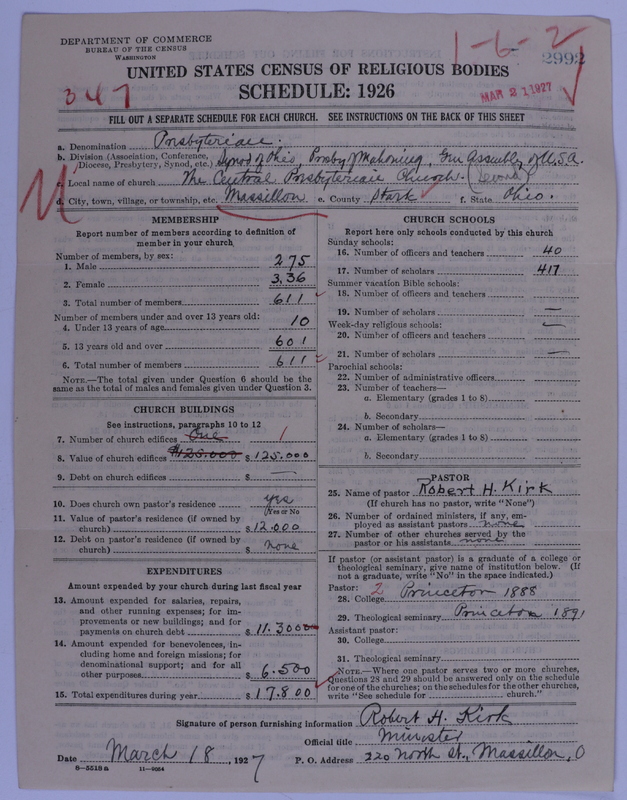 DEPARTMENT OF COMMERCE
BUREAU OF THE CENSUS
WASHINGTON
1-6-2
2992
UNITED STATES CENSUS OF RELIGIOUS BODIES
SCHEDULE: 1926
347
MAR 21 1927
FILL OUT A SEPARATE SCHEDULE FOR EACH CHURCH. SEE INSTRUCTIONS ON THE BACK OF THIS SHEET
a. Denomination Presbyterian.
b. Division (Association, Conference, Diocese, Presbytery, Synod, etc.) Synod of Ohio, Presby of Mahoning, Gen Assembly of U.S.A.
c. Local name of church The Central Presbyterian Church.
d. City, town, village, or township, etc. Massillon e. County Stark f. State Ohio.
MEMBERSHIP
Report number of members according to definition of
member in your church
Number of members, by sex:
1. Male 275
2. Female 336
3. Total number of members 611
Number of members under and over 13 years old:
4. Under 13 years of age 10
5. 13 years old and over 601
6. Total number of members 611
NOTE.—The total given under Question 6 should be the
same as the total of males and females given under Question 3.
CHURCH BUILDINGS
See instructions, paragraphs 10 to 12
7. Number of church edifices One 1
8. Value of church edifices $125.000 $ 125.000
9. Debt on church edifices $ —
10. Does church own pastor's residence yes
Yes or No
11. Value of pastor's residence (if owned by
church) $ 12.000
12. Debt on pastor's residence (if owned by
church) $ none
EXPENDITURES
Amount expended by your church during last fiscal year
13. Amount expended for salaries, repairs,
and other running expenses; for im-
provements or new buildings; and for
payments on church debt $ 11.300
14. Amount expended for benevolences, in-
cluding home and foreign missions; for
denominational support; and for all
other purposes $ 6.500
15. Total expenditures during year $ 17.800
CHURCH SCHOOLS
Report here only schools conducted by this church
Sunday schools:
16. Number of officers and teachers 40
17. Number of scholars 417
Summer vacation Bible schools:
18. Number of officers and teachers
19. Number of scholars —
Week-day religious schools: —
20. Number of officers and teachers
21. Number of scholars —
Parochial schools:
22. Number of administrative officers
23. Number of teachers—
a. Elementary (grades 1 to 8)
b. Secondary
24. Number of scholars—
a. Elementary (grades 1 to 8)
b. Secondary
PASTOR
25. Name of pastor Robert H. Kirk
(If church has no pastor, write "None")
26. Number of ordained ministers, if any, em-
ployed as assistant pastors none
27. Number of other churches served by the
pastor or his assistants none
If pastor (or assistant pastor) is a graduate of a college or
theological seminary, give name of institution below. (If
not a graduate, write "No" in the space indicated.)
Pastor: 2
28. College Princeton 1888
29. Theological seminary Princeton 1891
Assistant pastor:
30. College
31. Theological seminary
NOTE.—Where one pastor serves two or more churches,
Questions 28 and 29 should be answered only on the schedule
for one of the churches; on the schedules for the other churches,
write "See schedule for church."
Signature of person furnishing information Robert H. Kirk
Official title Minister
Date March 18, 1927 P. O. Address 220 North St., Massillon, O
8-5518a 11-9054